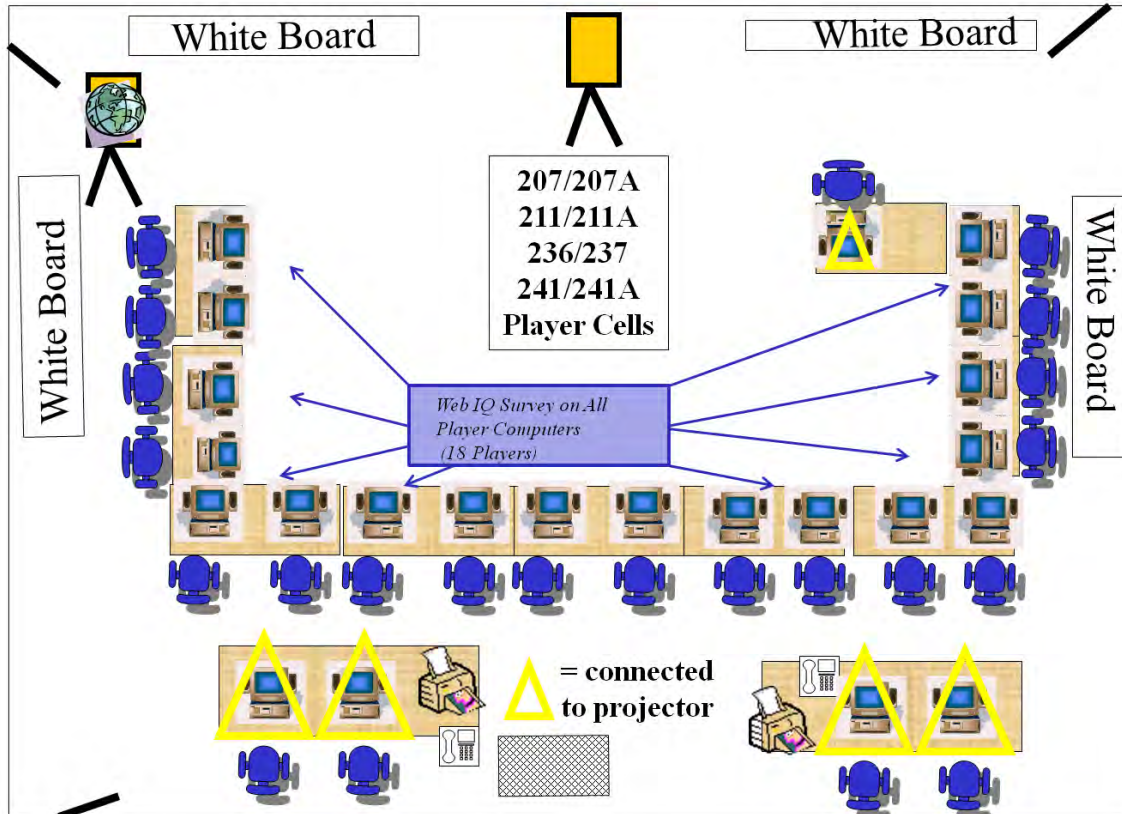 White Board
White Board
207/207A
211/211A
236/237
241/241A
Player Cells
White Board
White Board
Web IQ Survey on All
Player Computers
(18 Players)
= connected
to projector